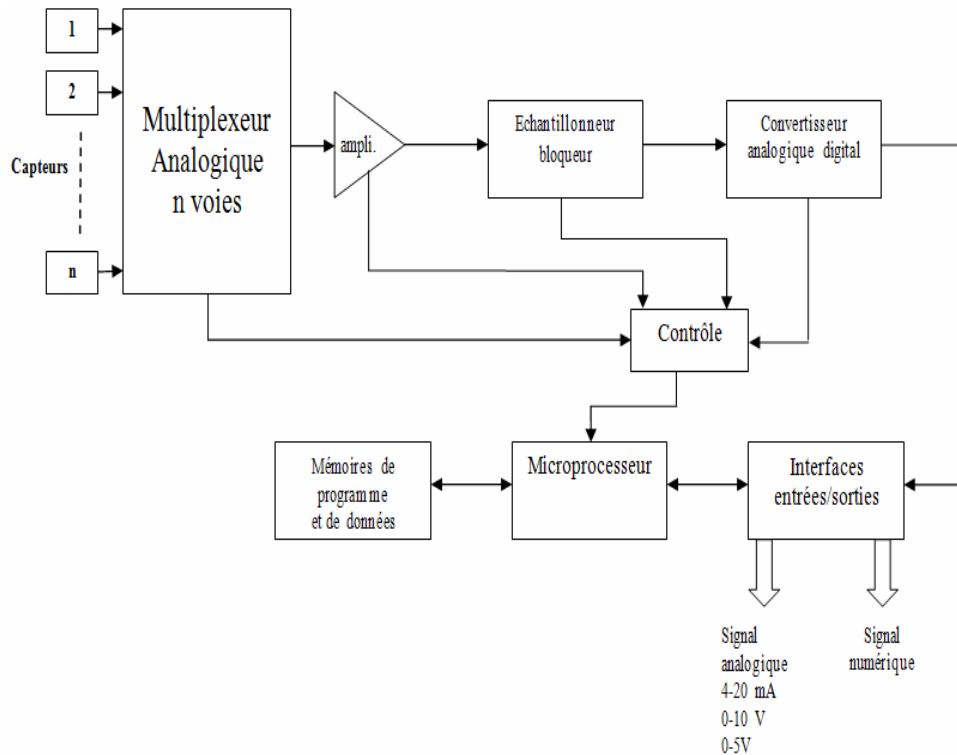 1
2
Capteurs
n
Multiplexeur
Analogique
n voies
ampli.
Echantillonneur
bloqueur
Convertisseur
analogique digital
Contrôle
Mémoires de
programme
et de données
Microprocesseur
Interfaces
entrées/sorties
Signal
analogique
4-20 mA
0-10 V
0-5V
Signal
numérique